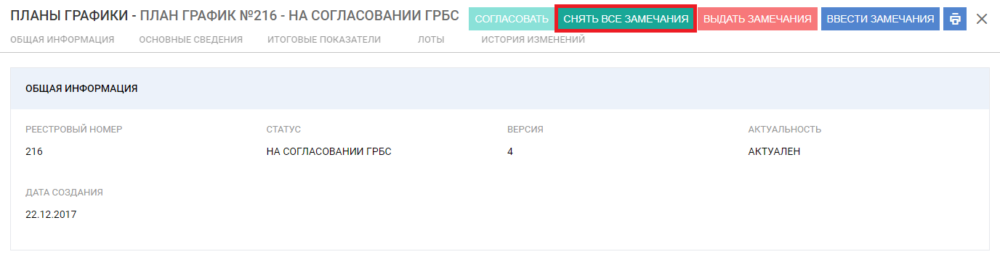 ПЛАНЫ ГРАФИКИ - ПЛАН ГРАФИК №216 - НА СОГЛАСОВАНИИ ГРБС
СОГЛАСОВАТЬ СНЯТЬ ВСЕ ЗАМЕЧАНИЯ ВЫДАТЬ ЗАМЕЧАНИЯ ВВЕСТИ ЗАМЕЧАНИЯ
ОБЩАЯ ИНФОРМАЦИЯ ОСНОВНЫЕ СВЕДЕНИЯ ИТОГОВЫЕ ПОКАЗАТЕЛИ ЛОТЫ ИСТОРИЯ ИЗМЕНЕНИЙ
ОБЩАЯ ИНФОРМАЦИЯ
РЕЕСТРОВЫЙ НОМЕР СТАТУС ВЕРСИЯ АКТУАЛЬНОСТЬ
216 НА СОГЛАСОВАНИИ ГРБС 4 АКТУАЛЕН
ДАТА СОЗДАНИЯ
22.12.2017